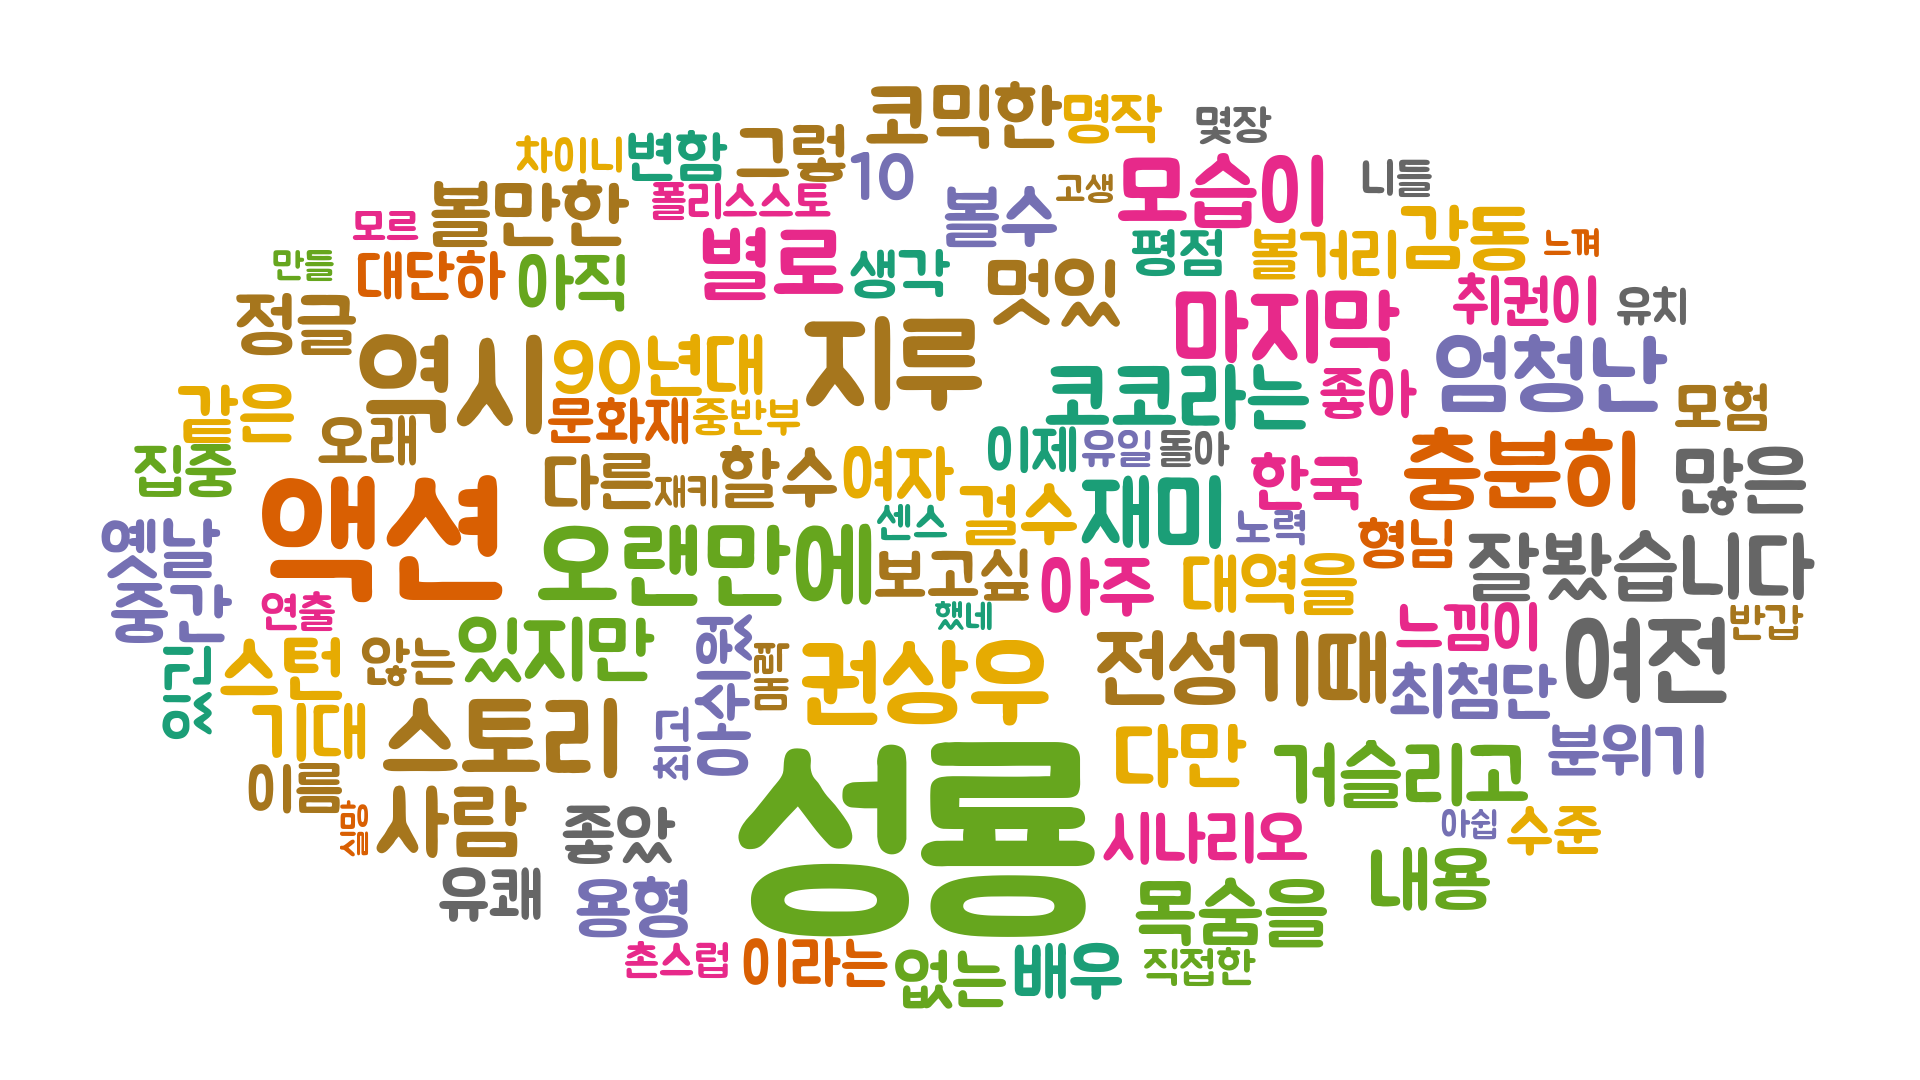 코믹한 명작 몇장
차이니 변함 그렇 10 고생 모습이 니들
모르 볼만한 폴리스스토 볼수 평점 볼거리 감동 느껴
만들 대단하 아직 별로 생각 멋있 취권이 유치
정글 역시 90년대 지루 마지막 엄청난
같은 오래 문화재 중반부 코코라는 좋아 모험
집중 다른 재키 할수 여자 이제 유일 돌아 한국 충분히 많은
액션 센스 걸수 재미 노력 형님
옛날 오랜만에 보고싶 아주 대역을 잘봤습니다
중간 연출 했네 느낌이 반갑
있긴 스턴 않는 있지만 아쉬웠 몸력 권상우 전성기때 최첨단 여전
기대 스토리 최고 다만 거슬리고 분위기
이름 성룡
실망 사람 좋았 시나리오 아쉽 수준
유쾌 용형 목숨을 내용
촌스럽 이라는 없는 배우 직접한